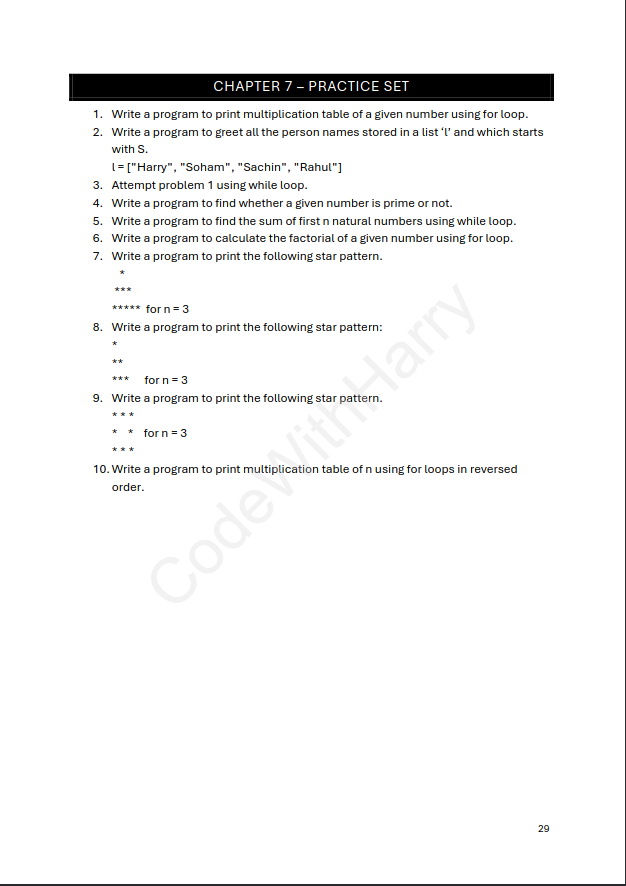 CHAPTER 7 – PRACTICE SET
1. Write a program to print multiplication table of a given number using for loop.
2. Write a program to greet all the person names stored in a list ‘l’ and which starts
with S.
l = ["Harry", "Soham", "Sachin", "Rahul"]
3. Attempt problem 1 using while loop.
4. Write a program to find whether a given number is prime or not.
5. Write a program to find the sum of first n natural numbers using while loop.
6. Write a program to calculate the factorial of a given number using for loop.
7. Write a program to print the following star pattern.
*
***
***** for n = 3
8. Write a program to print the following star pattern:
*
**
*** for n = 3
9. Write a program to print the following star pattern.
* * *
* * for n = 3
* * *
10. Write a program to print multiplication table of n using for loops in reversed
order.
CodeWithHarry
29